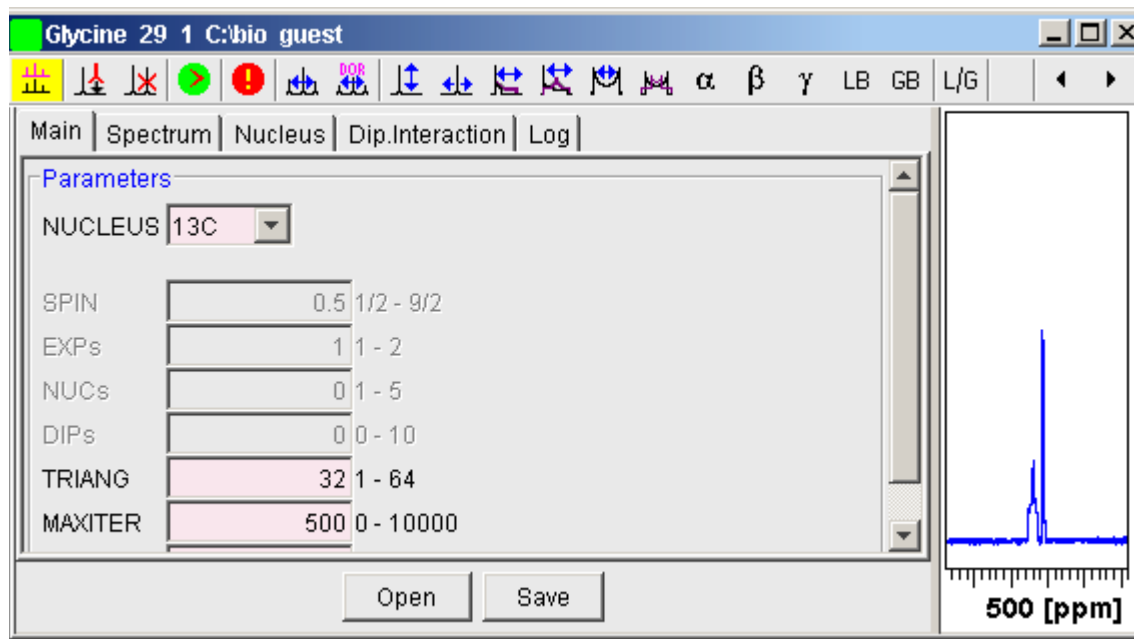 Glycine 29 1 C:\bio guest
DOR α β γ LB GB L/G
Main Spectrum Nucleus Dip.Interaction Log
Parameters
NUCLEUS 13C
SPIN 0.5 1/2 - 9/2
EXPs 1 1 - 2
NUCs 0 1 - 5
DIPs 0 0 - 10
TRIANG 32 1 - 64
MAXITER 500 0 - 10000
Open Save
500 [ppm]